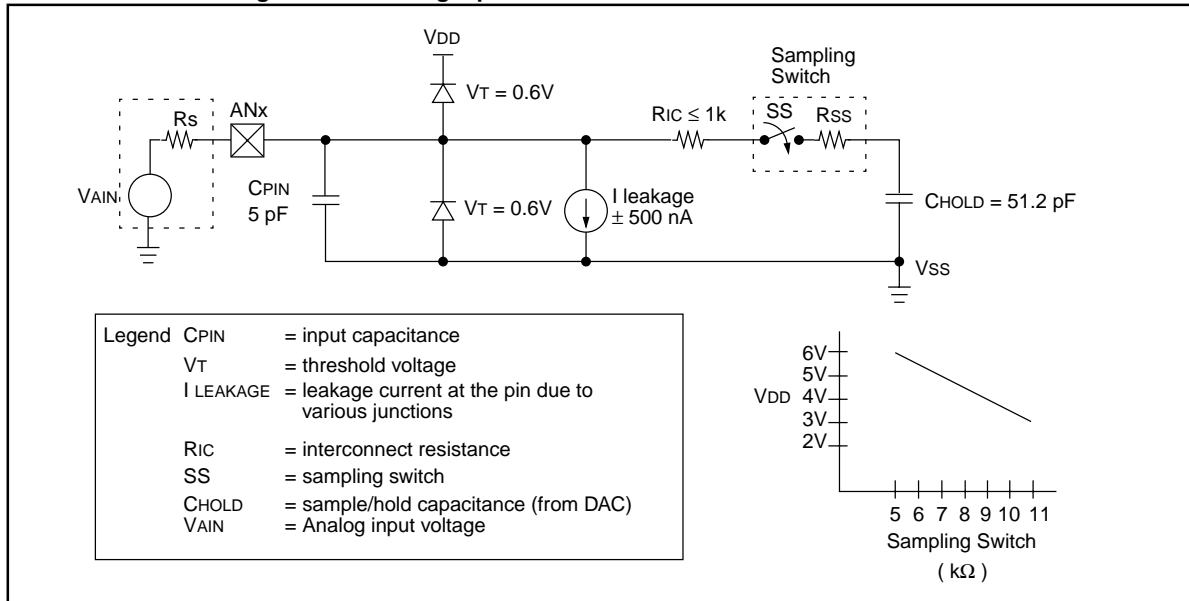 VDD
Sampling
Switch
VT = 0.6V
ANx
RS
RIC ≤ 1k
SS
RSS
VAIN
CPIN
5 pF
VT = 0.6V
I leakage
± 500 nA
CHOLD = 51.2 pF
VSS
Legend CPIN = input capacitance
VT = threshold voltage
I LEAKAGE = leakage current at the pin due to
various junctions
RIC = interconnect resistance
SS = sampling switch
CHOLD = sample/hold capacitance (from DAC)
VAIN = Analog input voltage
6V
5V
VDD 4V
3V
2V
5 6 7 8 9 10 11
Sampling Switch
( kΩ )